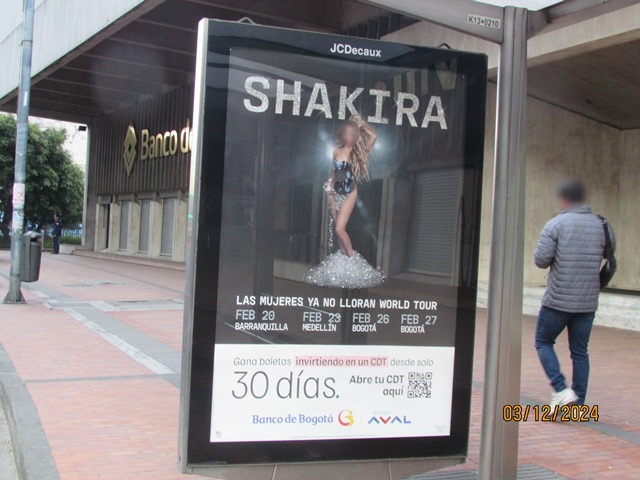 K13+0210
JCDecaux
SHAKIRA
Banco de
LAS MUJERES YA NO LLORAN WORLD TOUR
FEB 20 FEB 23 FEB 26 FEB 27
BARRANQUILLA MEDELLÍN BOGOTÁ BOGOTÁ
Gana boletas invirtiendo en un CDT desde solo
30 días.
Abre tu CDT
aquí
Banco de Bogotá AVAL
03/12/2024